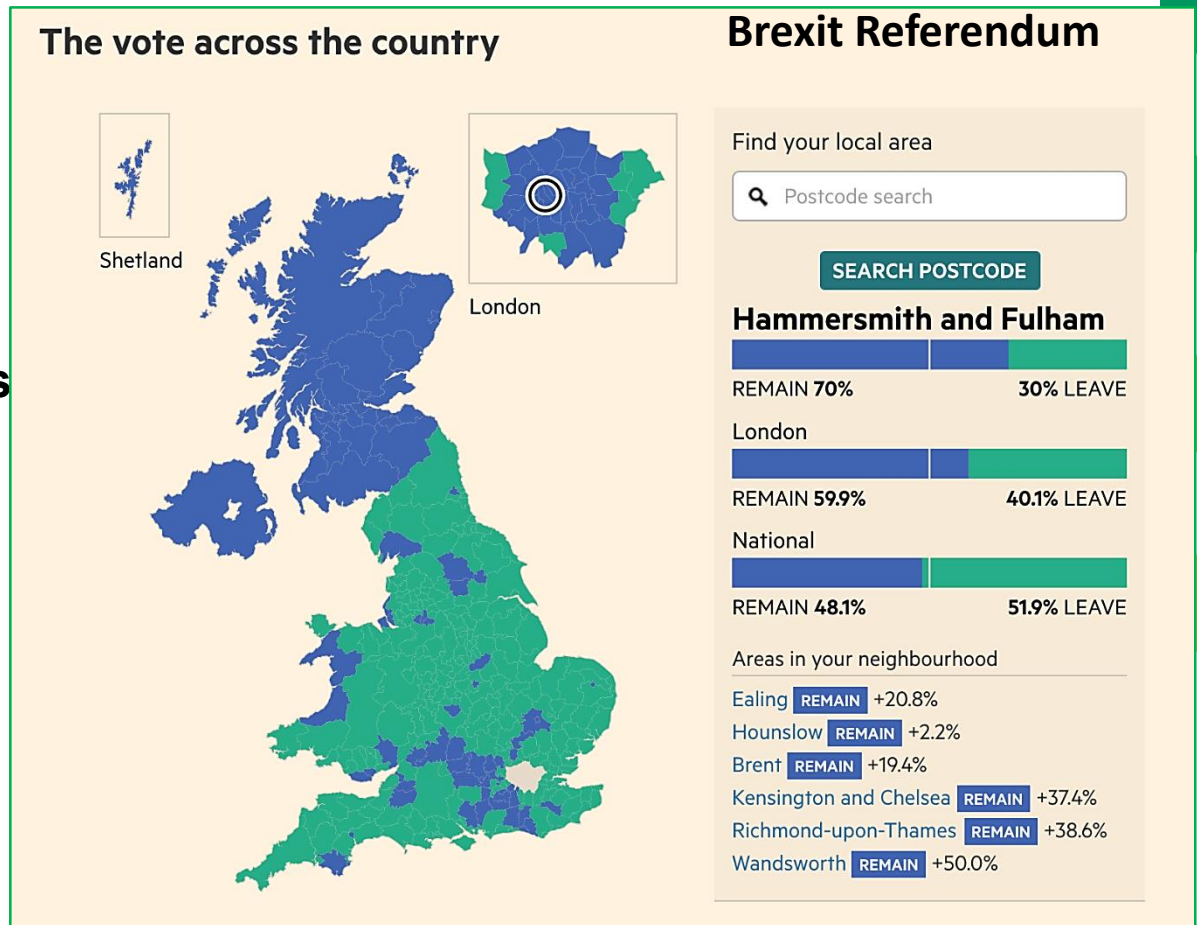 The vote across the country
Brexit Referendum
Shetland
London
s
Find your local area
Postcode search
SEARCH POSTCODE
Hammersmith and Fulham
REMAIN 70% 30% LEAVE
London
REMAIN 59.9% 40.1% LEAVE
National
REMAIN 48.1% 51.9% LEAVE
Areas in your neighbourhood
Ealing REMAIN +20.8%
Hounslow REMAIN +2.2%
Brent REMAIN +19.4%
Kensington and Chelsea REMAIN +37.4%
Richmond-upon-Thames REMAIN +38.6%
Wandsworth REMAIN +50.0%